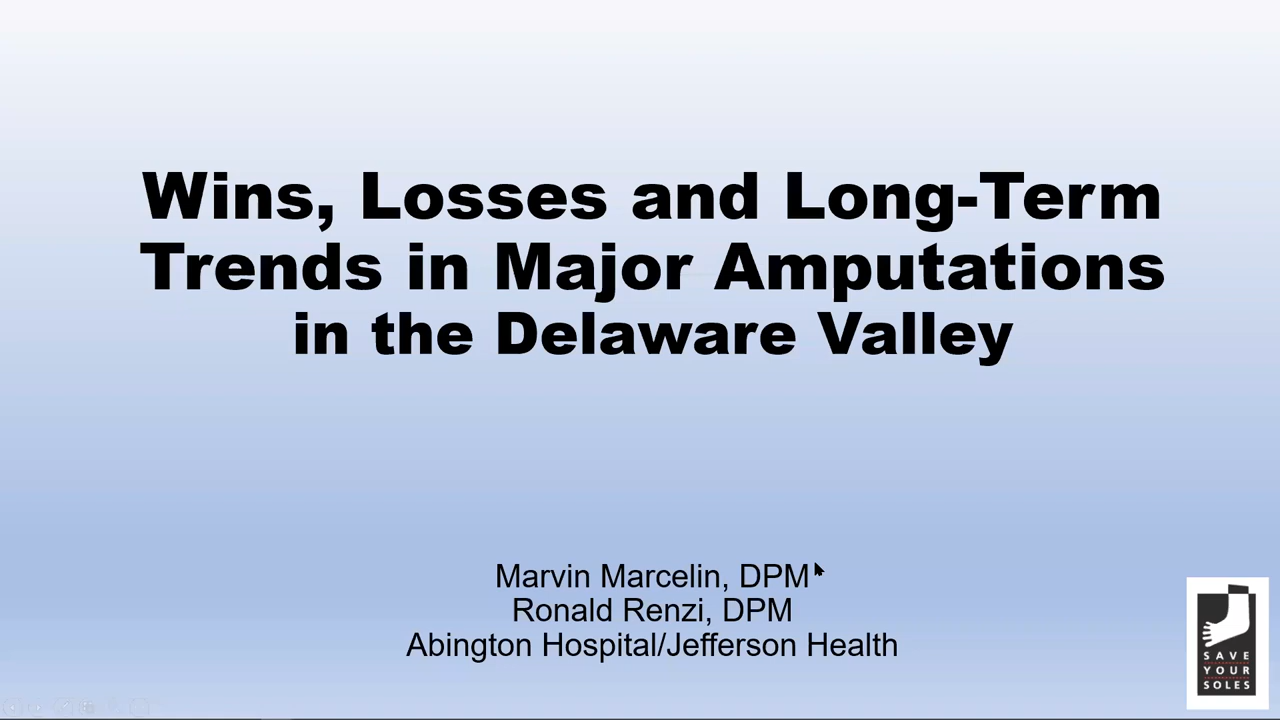 Wins, Losses and Long-Term
Trends in Major Amputations
in the Delaware Valley
Marvin Marcelin, DPM
Ronald Renzi, DPM
Abington Hospital/Jefferson Health
SAVE
YOUR
SOLES